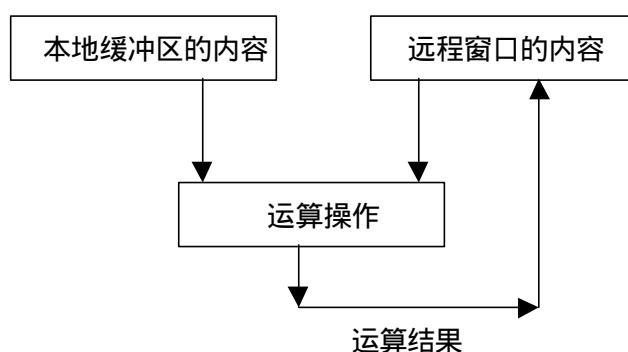 本地缓冲区的内容
远程窗口的内容
运算操作
运算结果